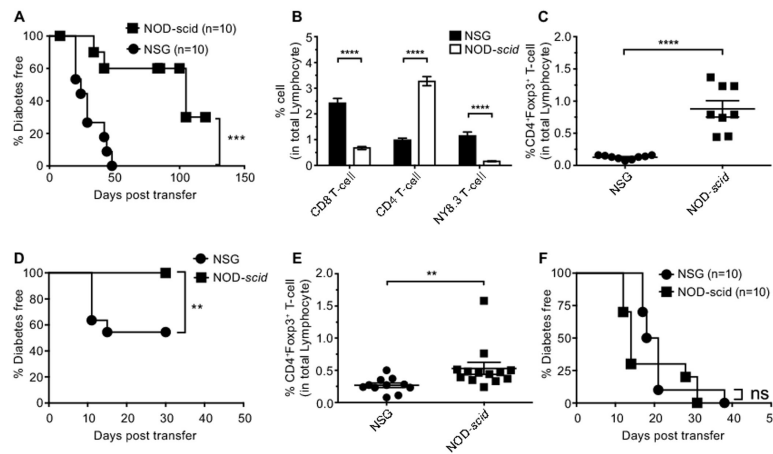 A
NOD-scid (n=10)
NSG (n=10)
% Diabetes free
100
80
60
40
20
0
***
0
50
100
150
Days post transfer
B
NSG
NOD-scid
% cell
(in total Lymphocyte)
4
3
2
1
0
****
****
****
CD8 T-cell
CD4 T-cell
NY8.3 T-cell
C
****
%CD4+Foxp3+ T-cell
(in total Lymphocyte)
2.0
1.5
1.0
0.5
0.0
NSG
NOD-scid
D
NSG
NOD-scid
% Diabetes free
100
80
60
40
20
0
**
0
10
20
30
40
50
Days post transfer
E
**
% CD4+Foxp3+ T-cell
(in total Lymphocyte)
2.0
1.5
1.0
0.5
0.0
NSG
NOD-scid
F
NSG (n=10)
NOD-scid (n=10)
% Diabetes free
100
80
60
40
20
0
ns
0
10
20
30
40
5
Days post transfer